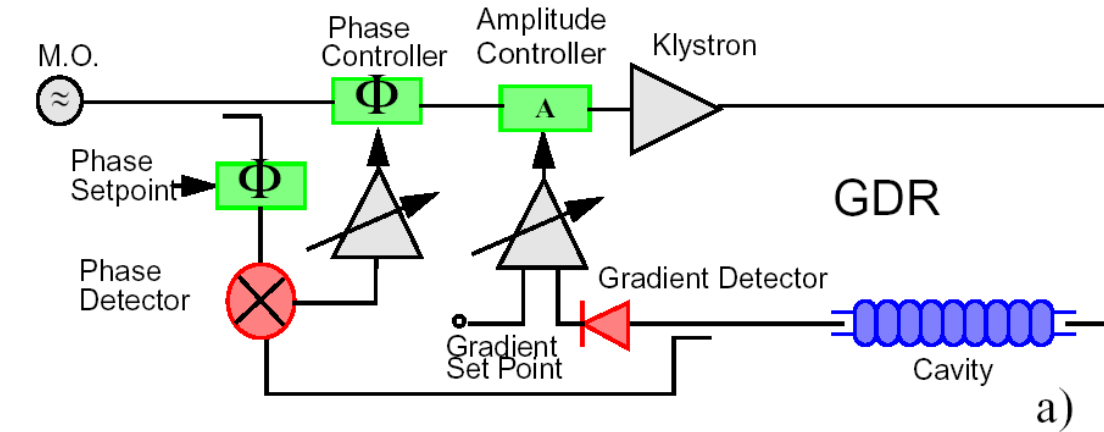 M.O.
Phase
Controller
Φ
Amplitude
Controller
A
Klystron
≈
Phase
Setpoint
Φ
GDR
Phase
Detector
Gradient Detector
Gradient
Set Point
Cavity
a)